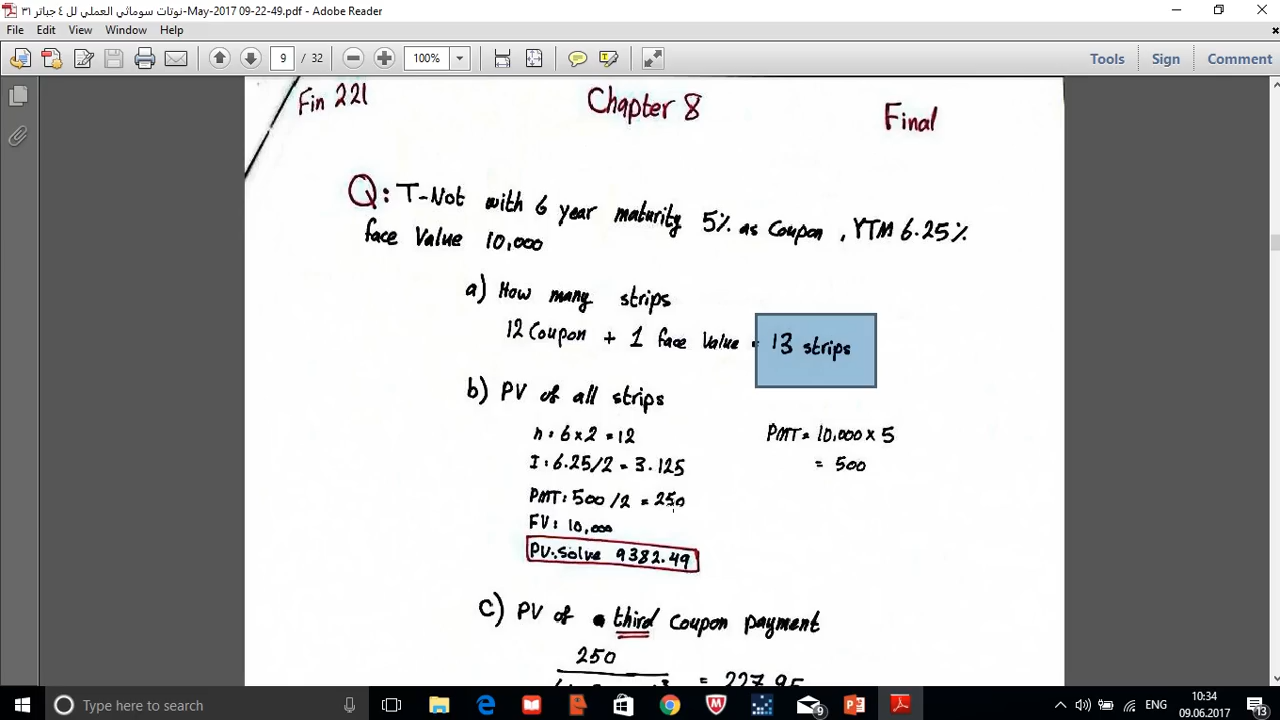 نوتات سوماثي العملي لل ٤ جباتر ٣١-May-2017 09-22-49.pdf - Adobe Reader
File Edit View Window Help
9 / 32 100% Tools Sign Comment
Fin 221 Chapter 8 Final
Q: T-Not with 6 year maturity 5% as Coupon, YTM 6.25%
face Value 10,000
a) How many strips
12 Coupon + 1 face Value = 13 strips
b) PV of all strips
n: 6 x 2 = 12
I: 6.25/2 = 3.125
PMT: 500/2 = 250
FV: 10,000
PV: Solve 9382.49
PMT = 10,000 x 5
= 500
c) PV of a third Coupon payment
250
= 227.95
Type here to search
ENG
10:34
09.06.2017
9
13